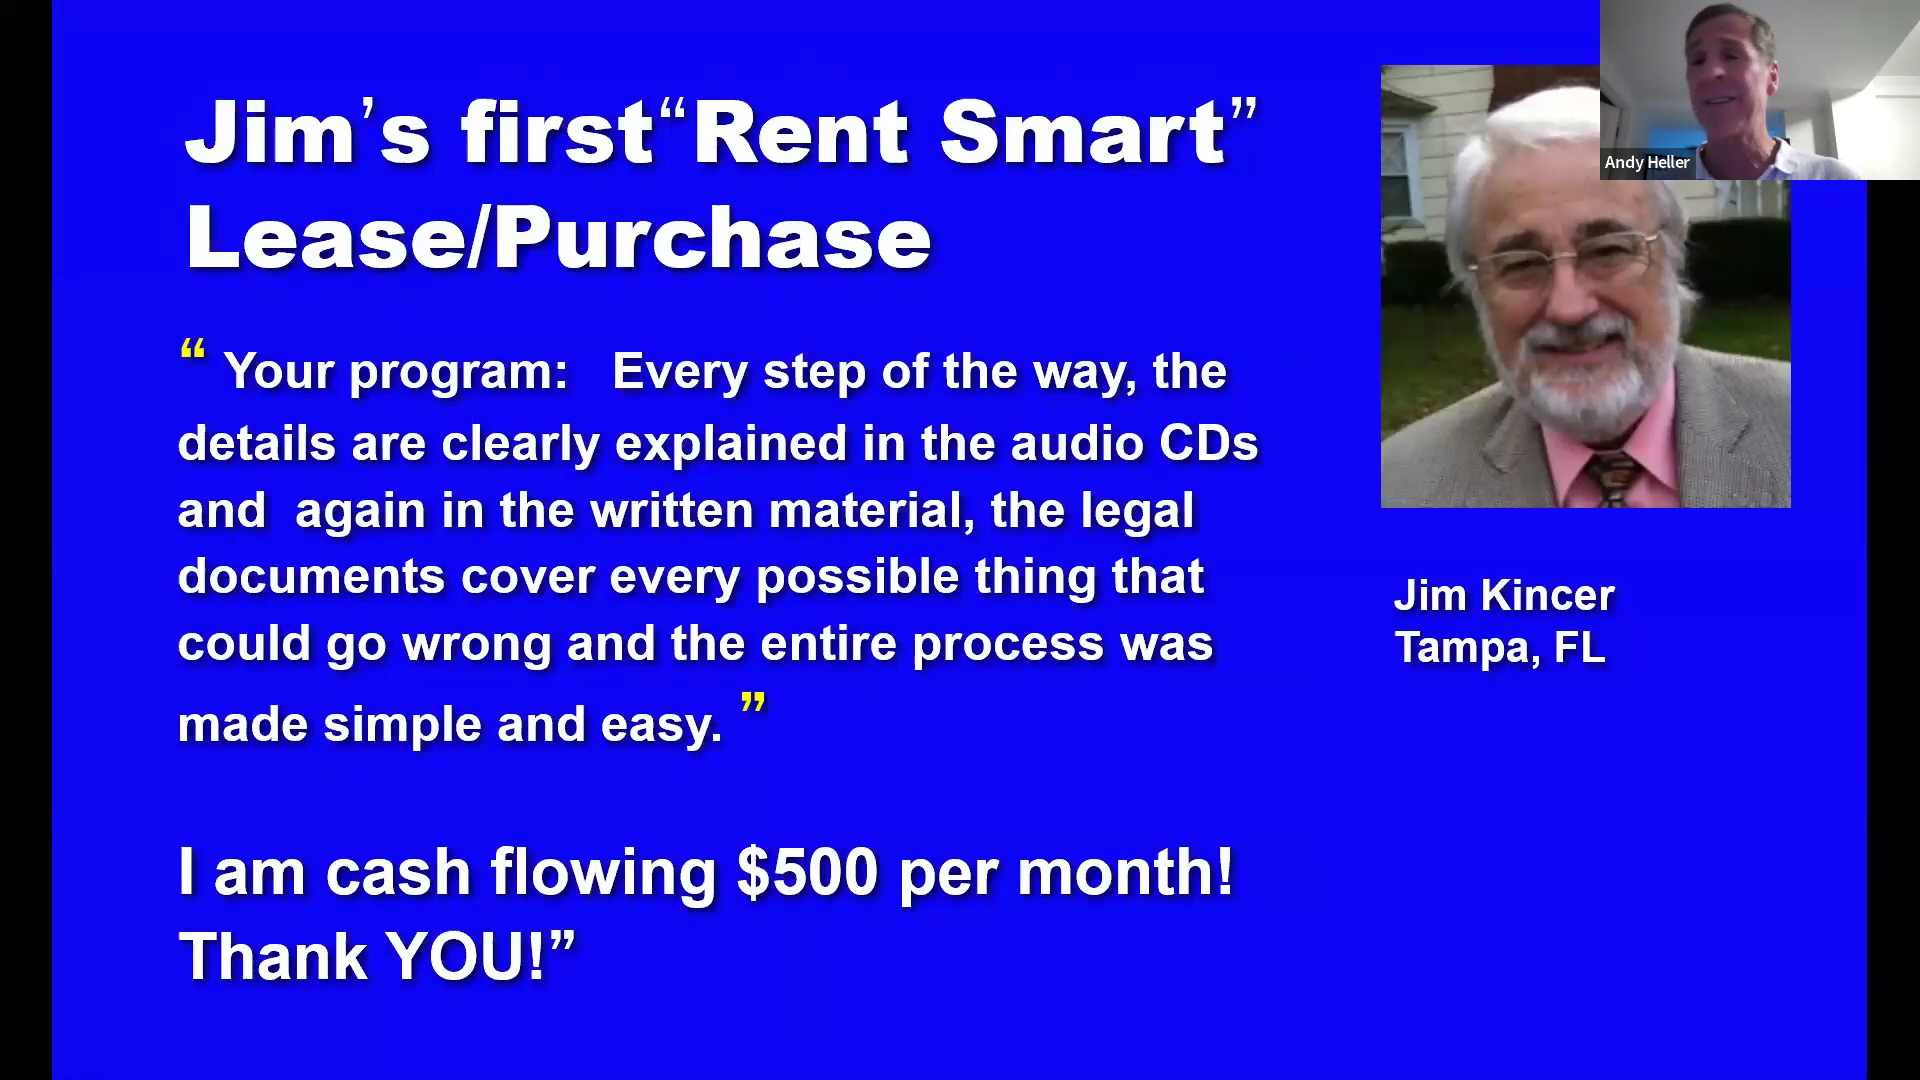 Jim’s first“Rent Smart”
Lease/Purchase
“ Your program: Every step of the way, the
details are clearly explained in the audio CDs
and again in the written material, the legal
documents cover every possible thing that
could go wrong and the entire process was
made simple and easy. ”
I am cash flowing $500 per month!
Thank YOU!”
Andy Heller
Jim Kincer
Tampa, FL